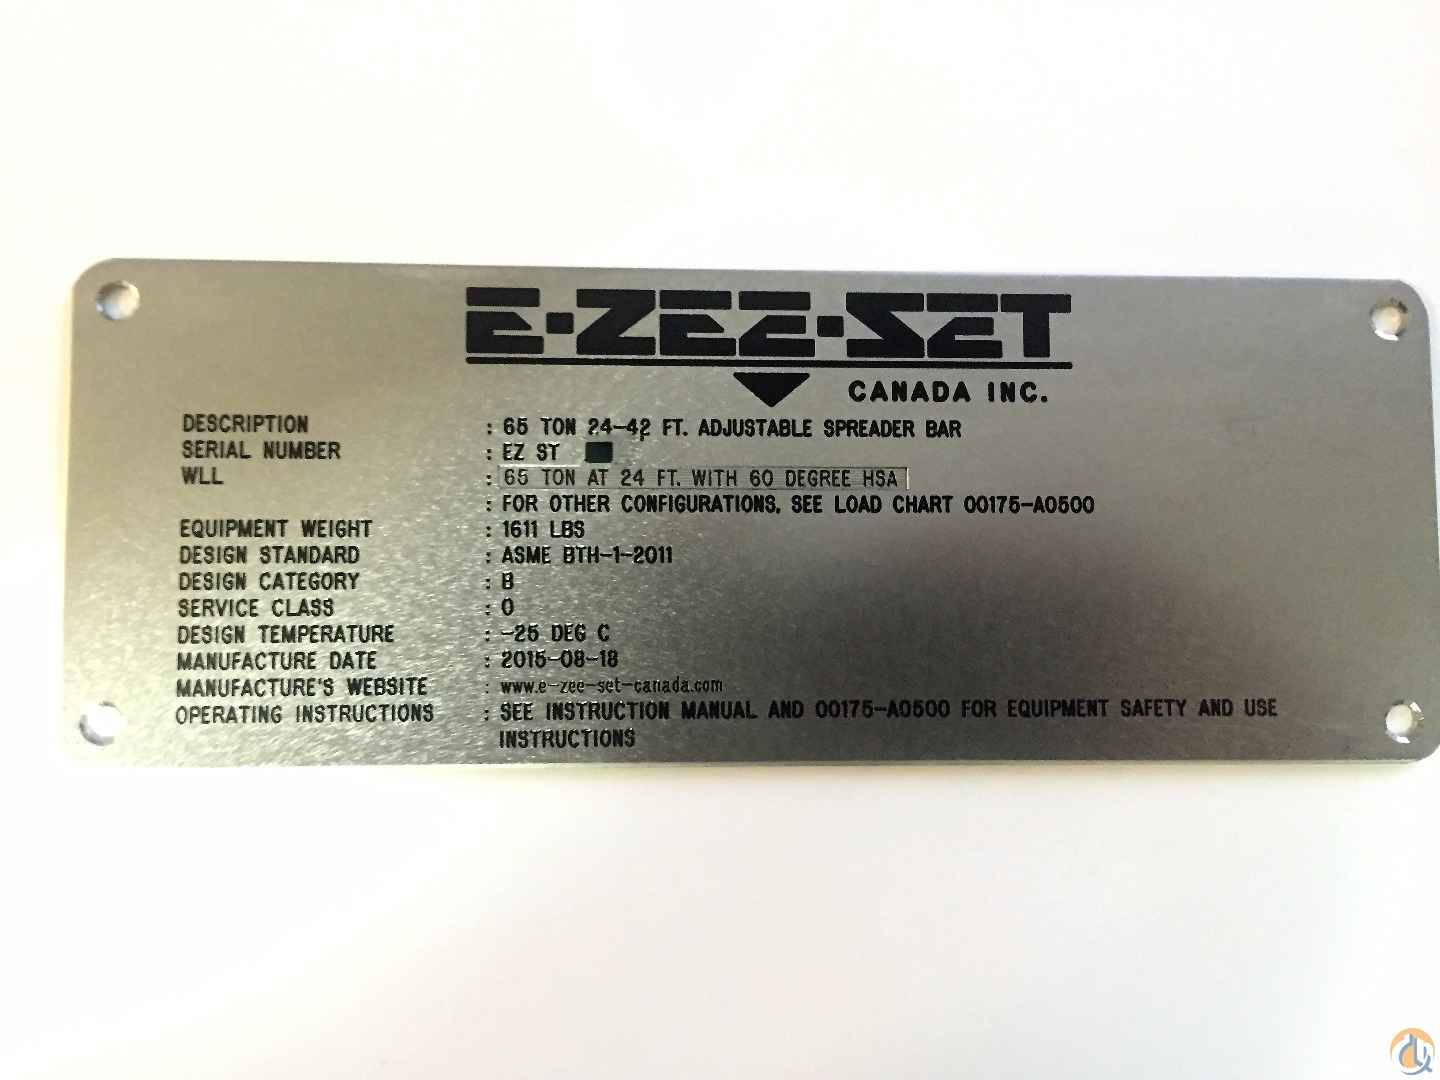 E-ZEE-SET
CANADA INC.
DESCRIPTION : 65 TON 24-42 FT. ADJUSTABLE SPREADER BAR
SERIAL NUMBER : EZ ST
WLL : 65 TON AT 24 FT. WITH 60 DEGREE HSA
: FOR OTHER CONFIGURATIONS, SEE LOAD CHART 00175-A0500
EQUIPMENT WEIGHT : 1611 LBS
DESIGN STANDARD : ASME BTH-1-2011
DESIGN CATEGORY : B
SERVICE CLASS : 0
DESIGN TEMPERATURE : -25 DEG C
MANUFACTURE DATE : 2015-08-18
MANUFACTURE'S WEBSITE : www.e-zee-set-canada.com
OPERATING INSTRUCTIONS : SEE INSTRUCTION MANUAL AND 00175-A0500 FOR EQUIPMENT SAFETY AND USE
INSTRUCTIONS